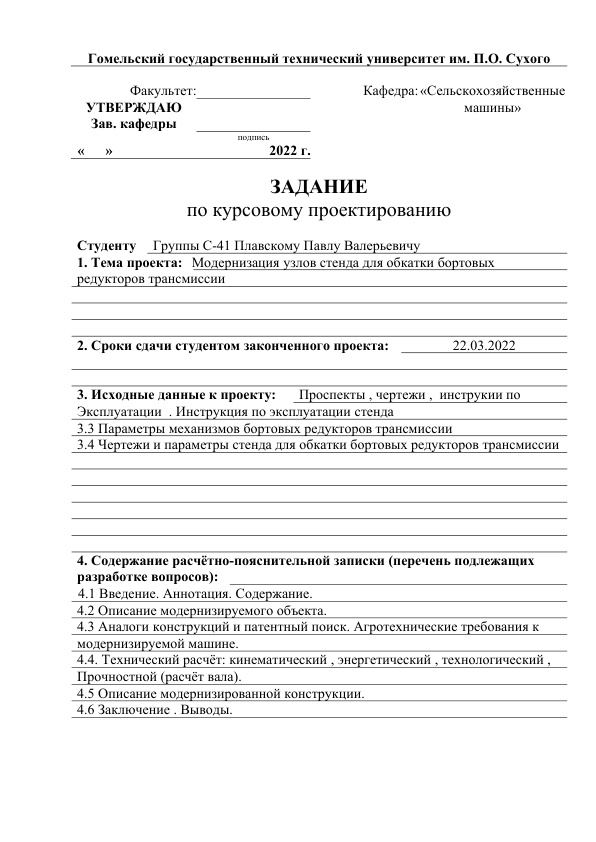 Гомельский государственный технический университет им. П.О. Сухого
Факультет: Кафедра: «Сельскохозяйственные
УТВЕРЖДАЮ машины»
Зав. кафедры
подпись
« » 2022 г.
ЗАДАНИЕ
по курсовому проектированию
Студенту Группы С-41 Плавскому Павлу Валерьевичу
1. Тема проекта: Модернизация узлов стенда для обкатки бортовых
редукторов трансмиссии
2. Сроки сдачи студентом законченного проекта: 22.03.2022
3. Исходные данные к проекту: Проспекты , чертежи , инструкии по
Эксплуатации . Инструкция по эксплуатации стенда
3.3 Параметры механизмов бортовых редукторов трансмиссии
3.4 Чертежи и параметры стенда для обкатки бортовых редукторов трансмиссии
4. Содержание расчётно-пояснительной записки (перечень подлежащих
разработке вопросов):
4.1 Введение. Аннотация. Содержание.
4.2 Описание модернизируемого объекта.
4.3 Аналоги конструкций и патентный поиск. Агротехнические требования к
модернизируемой машине.
4.4. Технический расчёт: кинематический , энергетический , технологический ,
Прочностной (расчёт вала).
4.5 Описание модернизированной конструкции.
4.6 Заключение . Выводы.